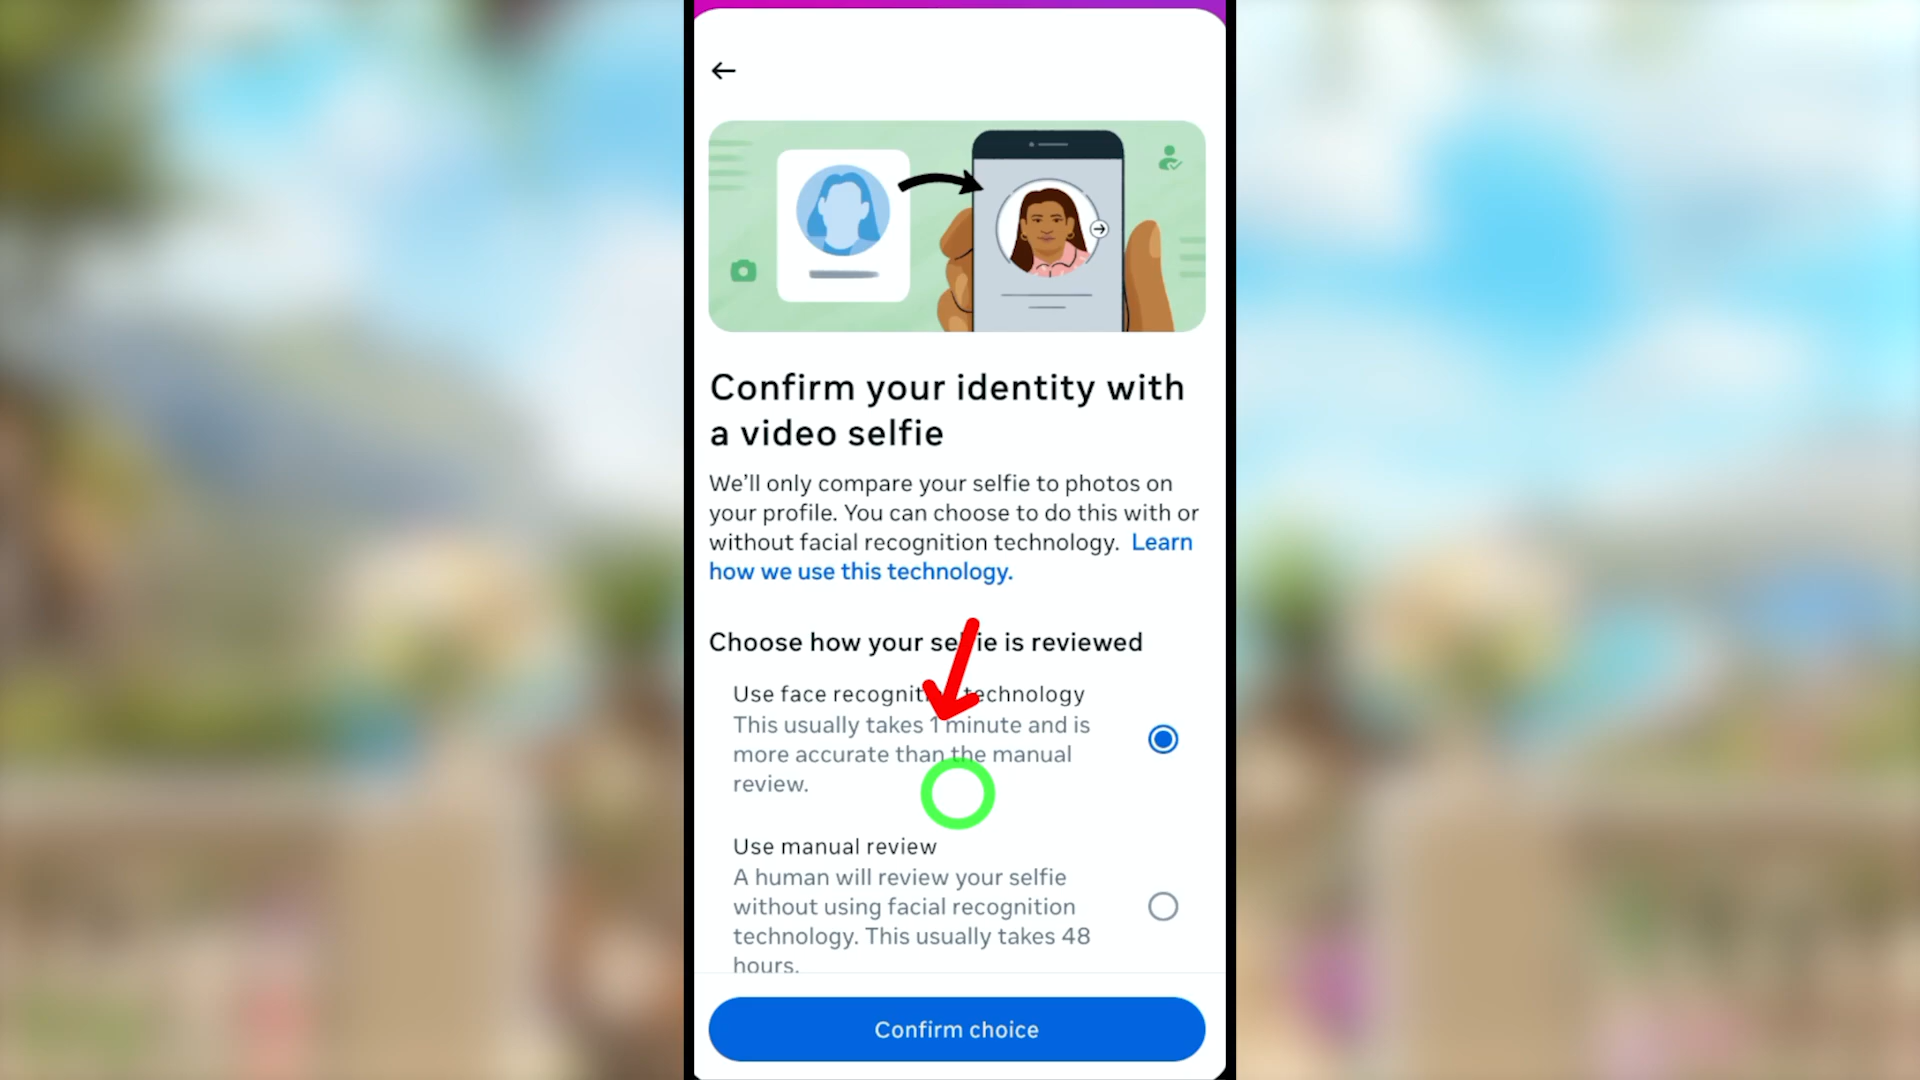 Confirm your identity with
a video selfie
We’ll only compare your selfie to photos on
your profile. You can choose to do this with or
without facial recognition technology. Learn
how we use this technology.
Choose how your selfie is reviewed
Use face recognition technology
This usually takes 1 minute and is
more accurate than the manual
review.
Use manual review
A human will review your selfie
without using facial recognition
technology. This usually takes 48
hours.
Confirm choice